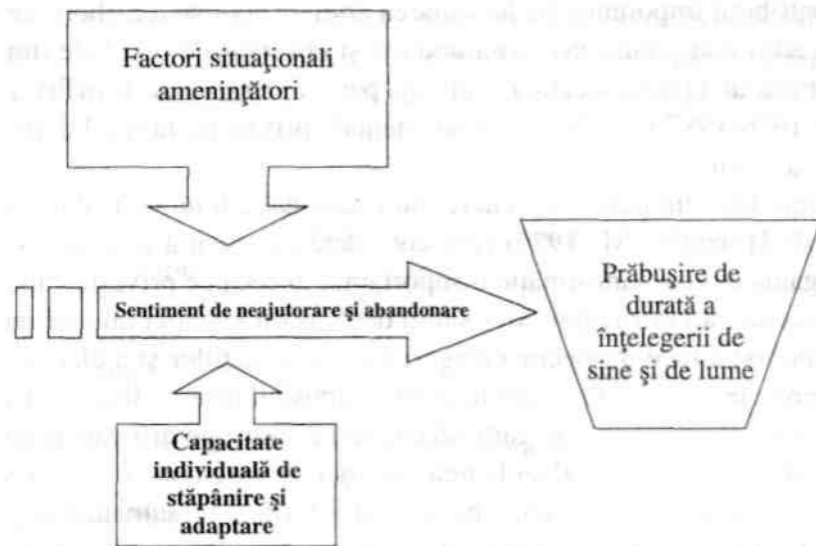 Factori situaţionali
ameninţători
Sentiment de neajutorare şi abandonare
Prăbuşire de
durată a
înţelegerii de
sine şi de lume
Capacitate
individuală de
stăpânire şi
adaptare